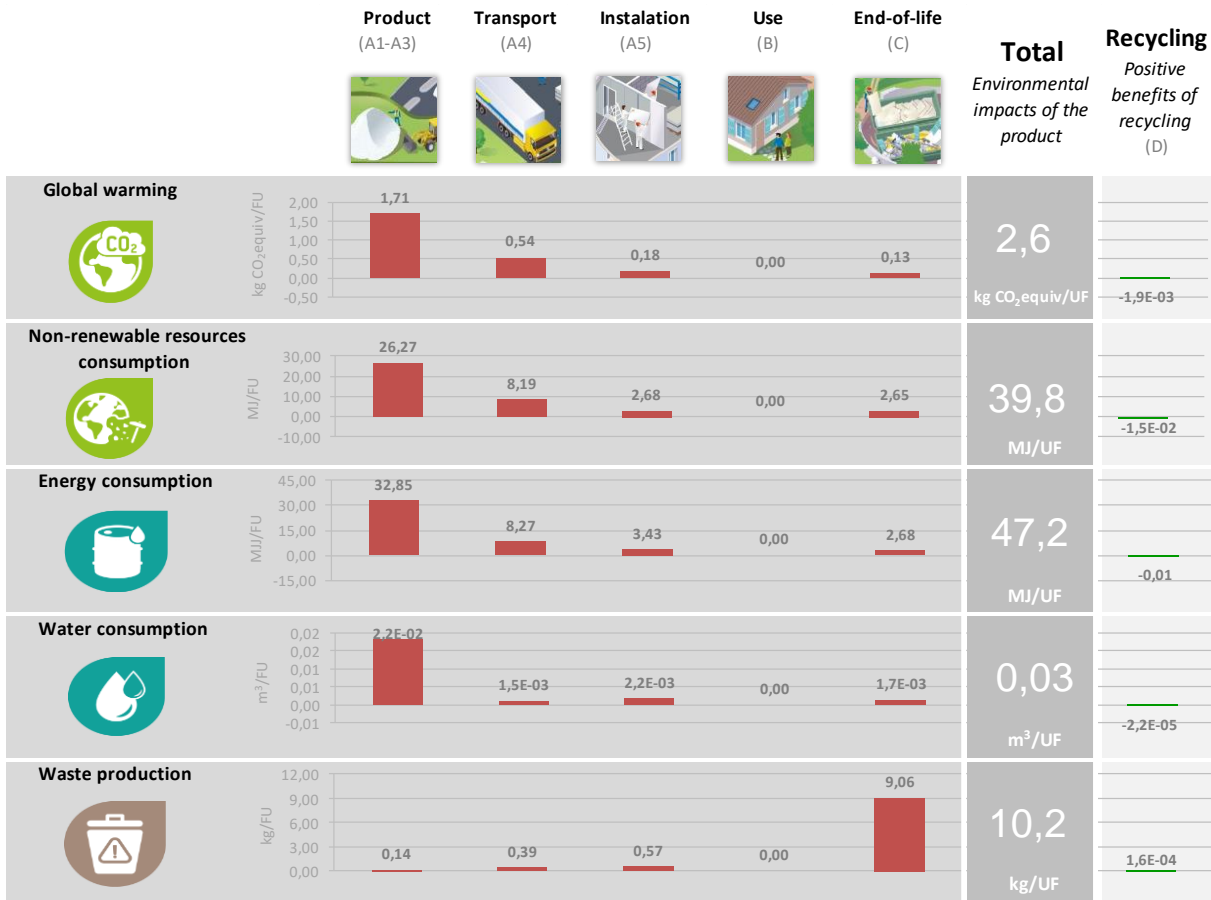 Product
(A1-A3)
Transport
(A4)
Instalation
(A5)
Use
(B)
End-of-life
(C)
Total
Environmental
impacts of the
product
Recycling
Positive
benefits of
recycling
(D)
Global warming
CO2
kg CO2equiv/FU
2,00
1,50
1,00
0,50
0,00
-0,50
1,71
0,54
0,18
0,00
0,13
2,6
kg CO2equiv/UF
-1,9E-03
Non-renewable resources
consumption
MJ/FU
30,00
20,00
10,00
0,00
-10,00
26,27
8,19
2,68
0,00
2,65
39,8
MJ/UF
-1,5E-02
Energy consumption
MJJ/FU
45,00
30,00
15,00
0,00
-15,00
32,85
8,27
3,43
0,00
2,68
47,2
MJ/UF
-0,01
Water consumption
m³/FU
0,02
0,02
0,01
0,01
0,00
-0,01
2,2E-02
1,5E-03
2,2E-03
0,00
1,7E-03
0,03
m³/UF
-2,2E-05
Waste production
kg/FU
12,00
9,00
6,00
3,00
0,00
0,14
0,39
0,57
0,00
9,06
10,2
kg/UF
1,6E-04